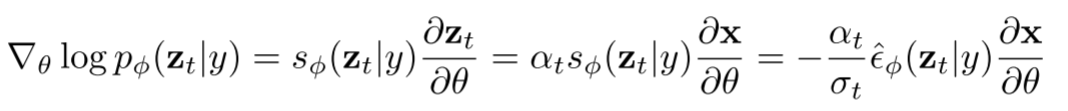 ∇_θ log p_ϕ(𝐳_t|y) = s_ϕ(𝐳_t|y) ∂𝐳_t/∂θ = α_t s_ϕ(𝐳_t|y) ∂𝐱/∂θ = −(α_t/σ_t) ε̂_ϕ(𝐳_t|y) ∂𝐱/∂θ